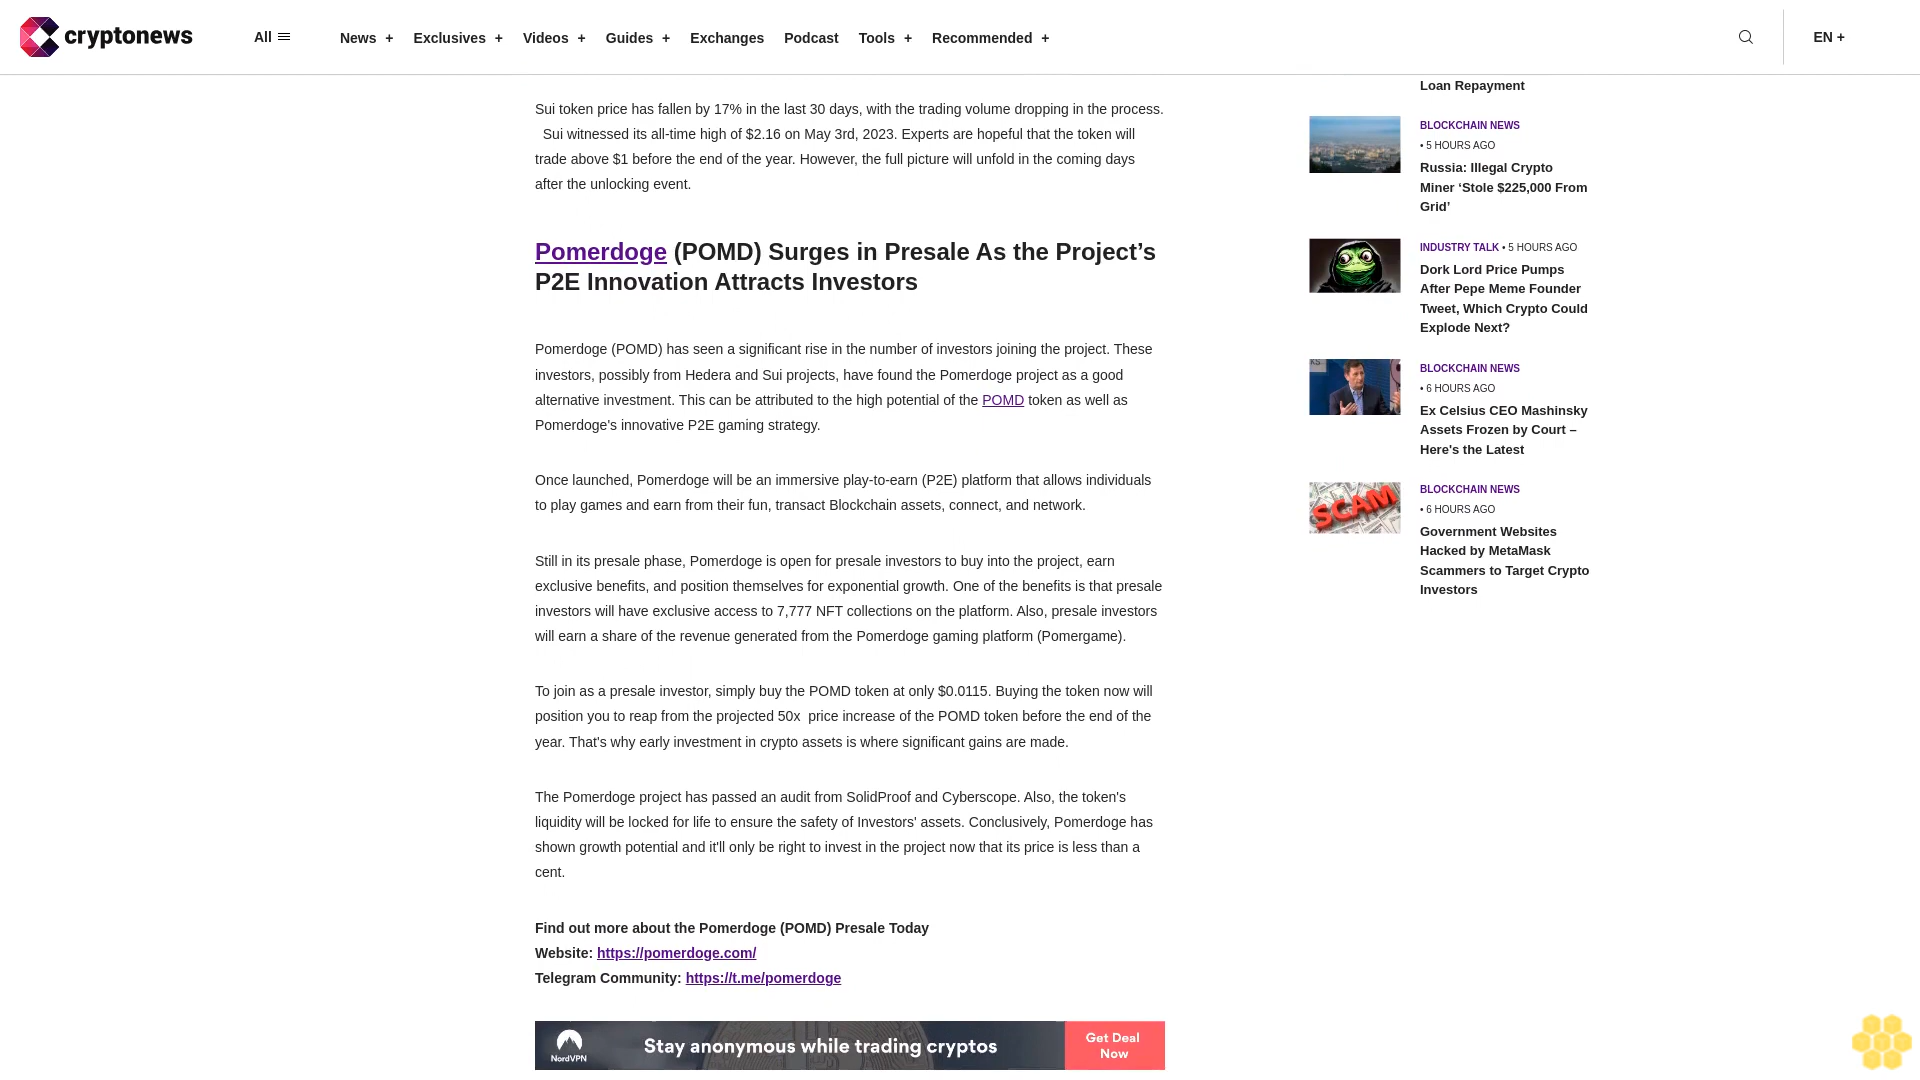 cryptonews
All
News +
Exclusives +
Videos +
Guides +
Exchanges
Podcast
Tools +
Recommended +
EN +
Sui token price has fallen by 17% in the last 30 days, with the trading volume dropping in the process.
Sui witnessed its all-time high of $2.16 on May 3rd, 2023. Experts are hopeful that the token will
trade above $1 before the end of the year. However, the full picture will unfold in the coming days
after the unlocking event.
Pomerdoge (POMD) Surges in Presale As the Project’s
P2E Innovation Attracts Investors
Pomerdoge (POMD) has seen a significant rise in the number of investors joining the project. These
investors, possibly from Hedera and Sui projects, have found the Pomerdoge project as a good
alternative investment. This can be attributed to the high potential of the POMD token as well as
Pomerdoge's innovative P2E gaming strategy.
Once launched, Pomerdoge will be an immersive play-to-earn (P2E) platform that allows individuals
to play games and earn from their fun, transact Blockchain assets, connect, and network.
Still in its presale phase, Pomerdoge is open for presale investors to buy into the project, earn
exclusive benefits, and position themselves for exponential growth. One of the benefits is that presale
investors will have exclusive access to 7,777 NFT collections on the platform. Also, presale investors
will earn a share of the revenue generated from the Pomerdoge gaming platform (Pomergame).
To join as a presale investor, simply buy the POMD token at only $0.0115. Buying the token now will
position you to reap from the projected 50x  price increase of the POMD token before the end of the
year. That's why early investment in crypto assets is where significant gains are made.
The Pomerdoge project has passed an audit from SolidProof and Cyberscope. Also, the token's
liquidity will be locked for life to ensure the safety of Investors' assets. Conclusively, Pomerdoge has
shown growth potential and it'll only be right to invest in the project now that its price is less than a
cent.
Find out more about the Pomerdoge (POMD) Presale Today
Website: https://pomerdoge.com/
Telegram Community: https://t.me/pomerdoge
NordVPN
Stay anonymous while trading cryptos
Get Deal
Now
Loan Repayment
BLOCKCHAIN NEWS
• 5 HOURS AGO
Russia: Illegal Crypto
Miner ‘Stole $225,000 From
Grid’
INDUSTRY TALK • 5 HOURS AGO
Dork Lord Price Pumps
After Pepe Meme Founder
Tweet, Which Crypto Could
Explode Next?
KS
BLOCKCHAIN NEWS
• 6 HOURS AGO
Ex Celsius CEO Mashinsky
Assets Frozen by Court –
Here's the Latest
SCAM
BLOCKCHAIN NEWS
• 6 HOURS AGO
Government Websites
Hacked by MetaMask
Scammers to Target Crypto
Investors